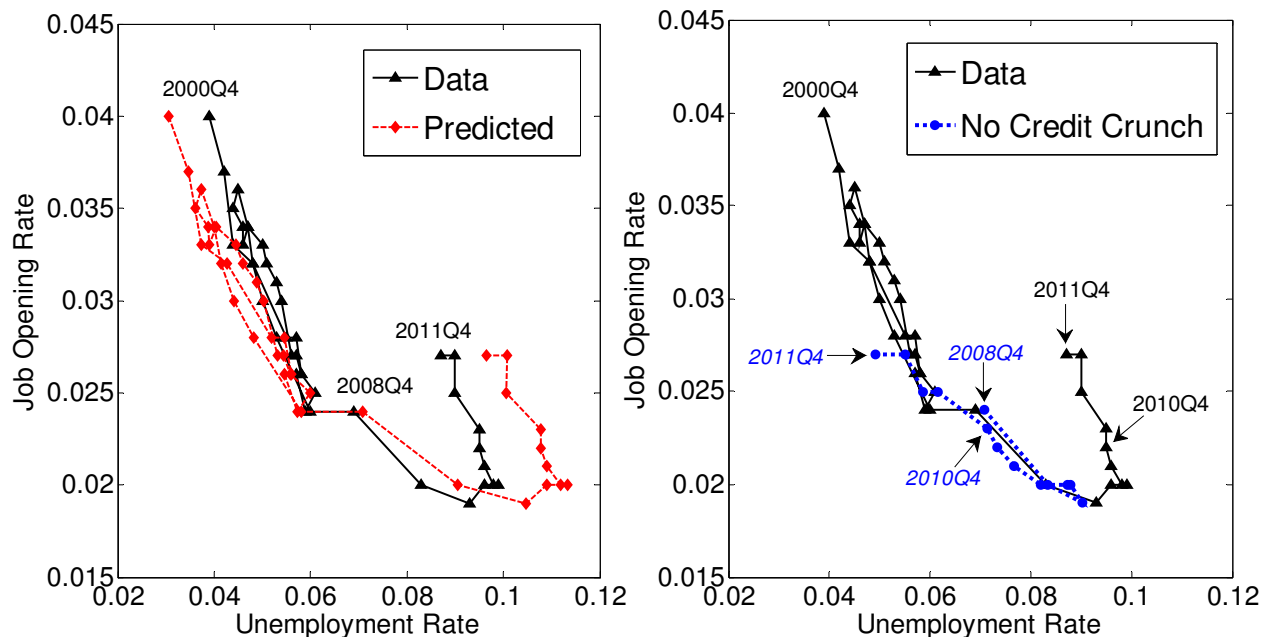 0.045
0.04
0.035
0.03
0.025
0.02
0.015
0.02
0.04
0.06
0.08
0.1
0.12
Job Opening Rate
Unemployment Rate
Data
Predicted
2000Q4
2011Q4
2008Q4
0.045
0.04
0.035
0.03
0.025
0.02
0.015
0.02
0.04
0.06
0.08
0.1
0.12
Job Opening Rate
Unemployment Rate
Data
No Credit Crunch
2000Q4
2011Q4
2011Q4
2008Q4
2010Q4
2010Q4